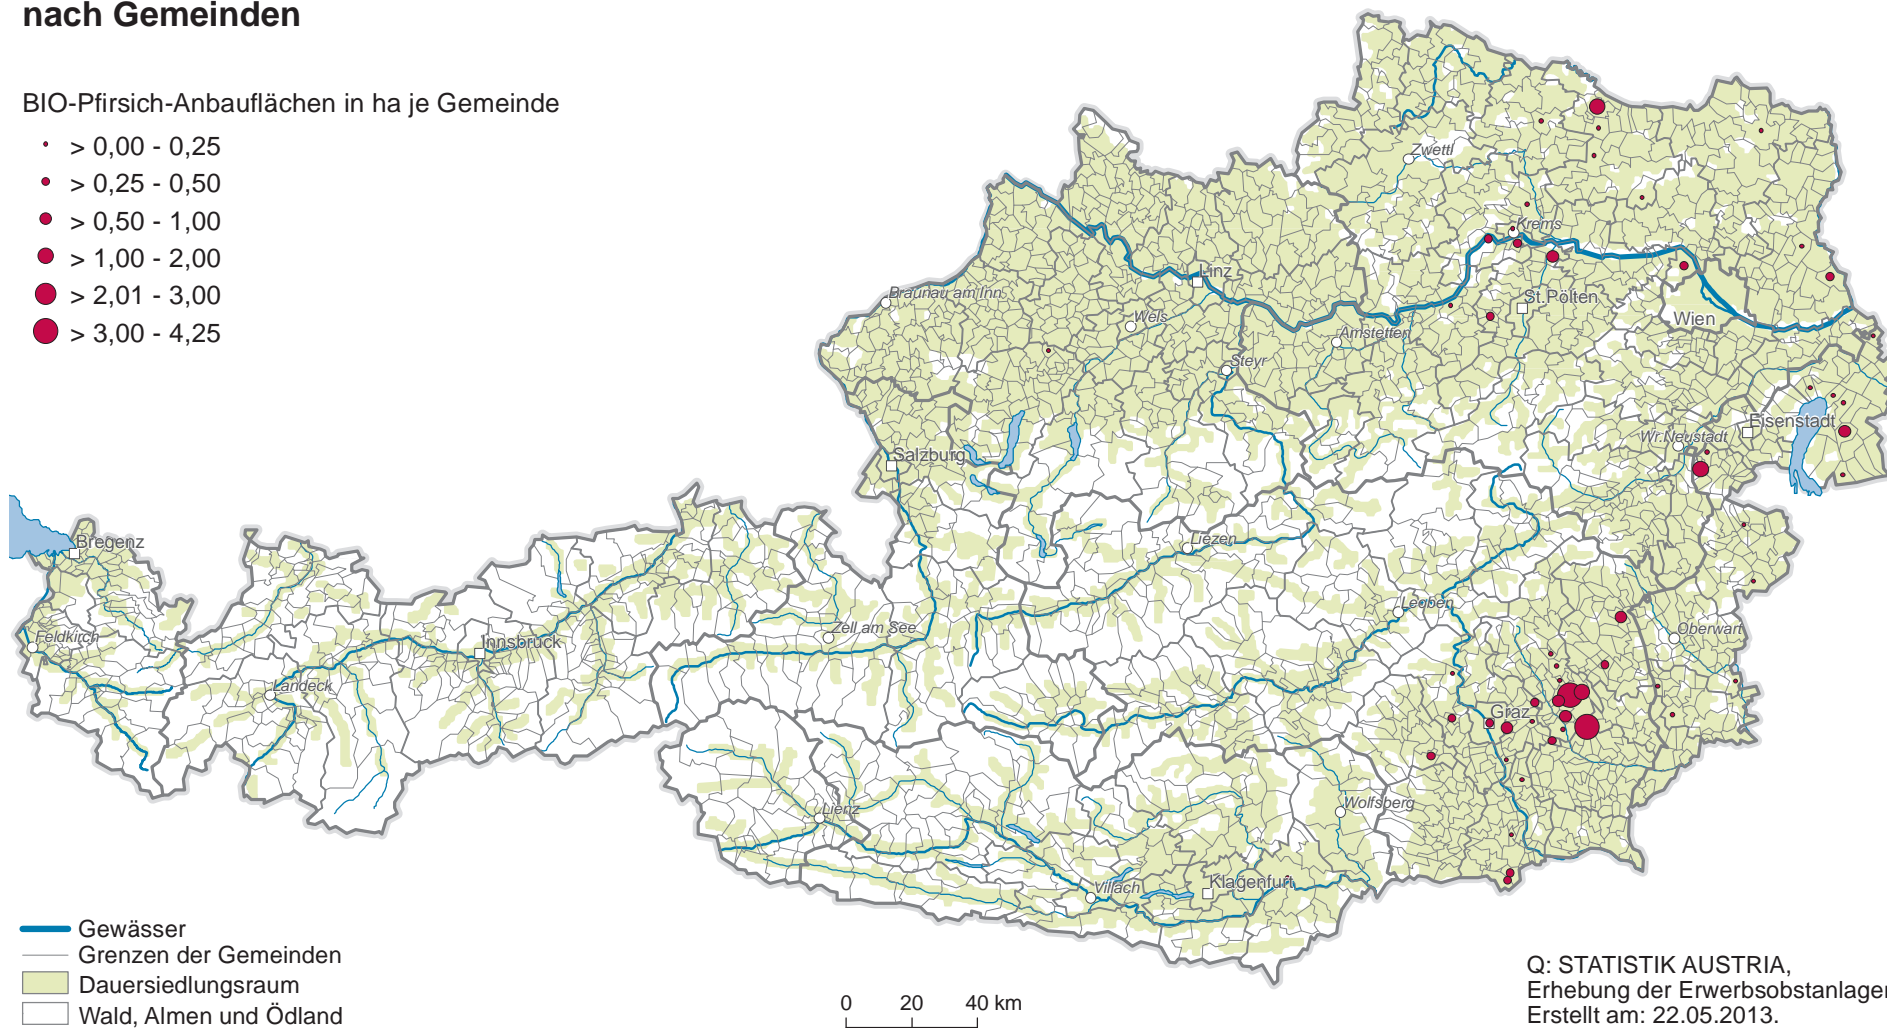 nach Gemeinden
BIO-Pfirsich-Anbauflächen in ha je Gemeinde
> 0,00 - 0,25
> 0,25 - 0,50
> 0,50 - 1,00
> 1,00 - 2,00
> 2,01 - 3,00
> 3,00 - 4,25
Zwettl
Krems
Linz
Braunau am Inn
St.Pölten
Wels
Wien
Amstetten
Steyr
Eisenstadt
Wr.Neustadt
Salzburg
Bregenz
Liezen
Leoben
Feldkirch
Innsbruck
Zell am See
Oberwart
Landeck
Graz
Lienz
Wolfsberg
Villach
Klagenfurt
Gewässer
Grenzen der Gemeinden
Dauersiedlungsraum
Wald, Almen und Ödland
0 20 40 km
Q: STATISTIK AUSTRIA,
Erhebung der Erwerbsobstanlagen
Erstellt am: 22.05.2013.